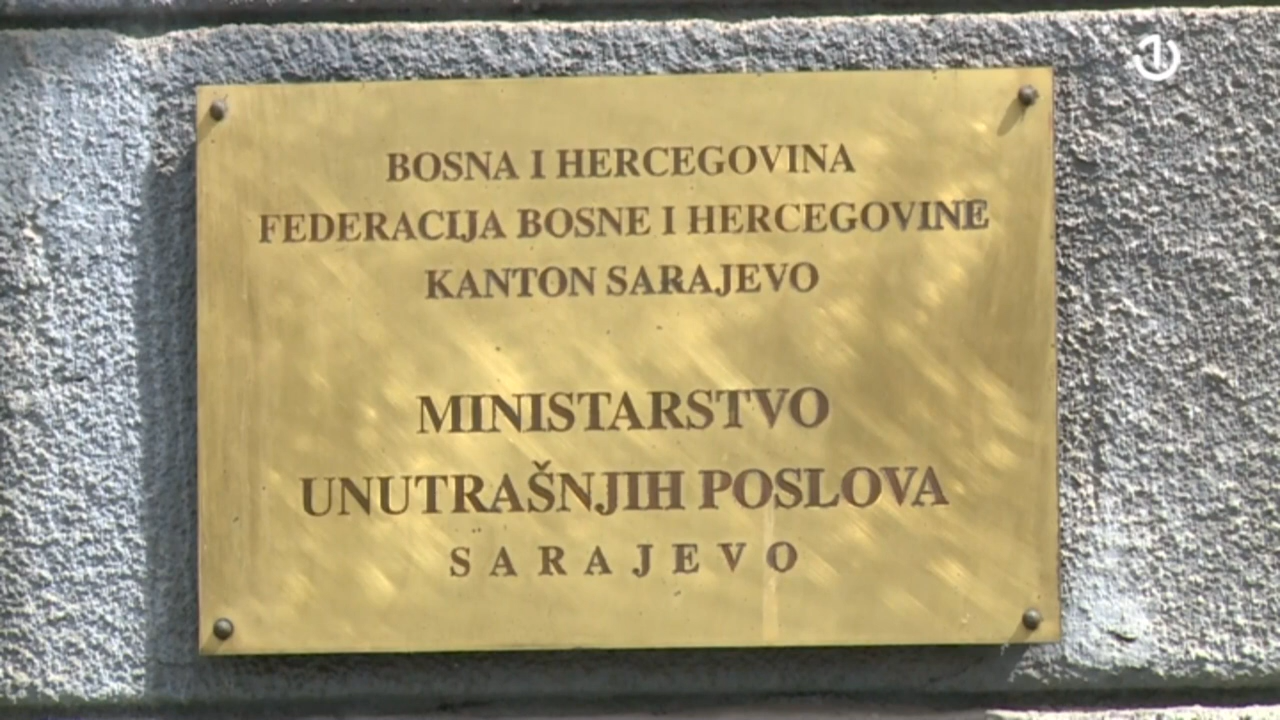 BOSNA I HERCEGOVINA
FEDERACIJA BOSNE I HERCEGOVINE
KANTON SARAJEVO
MINISTARSTVO
UNUTRAŠNJIH POSLOVA
SARAJEVO